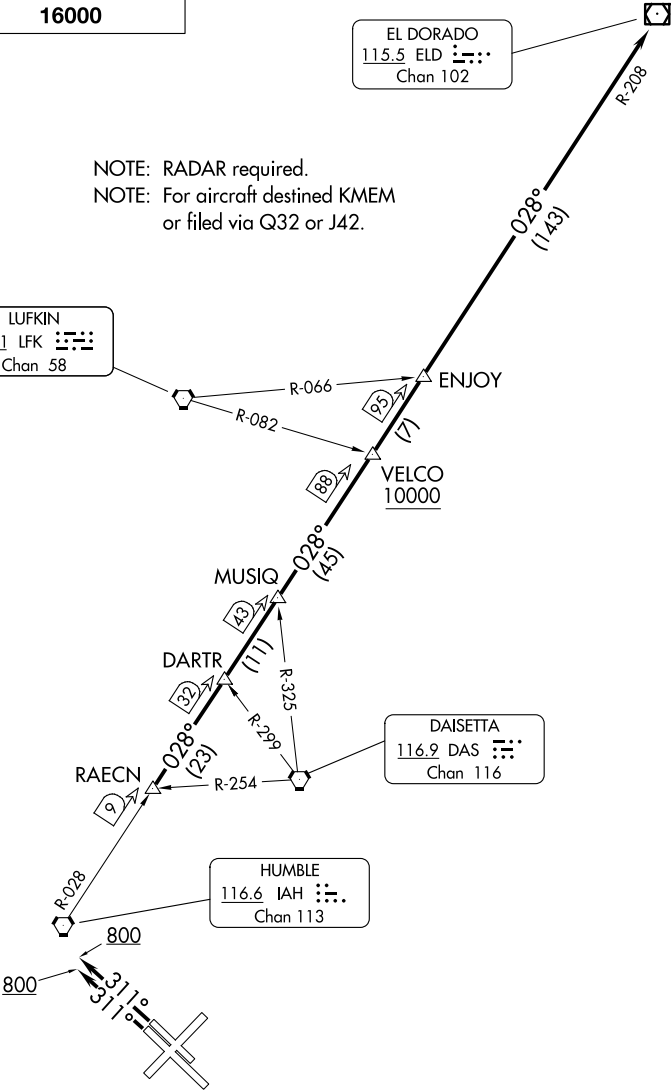 16000
EL DORADO
115.5 ELD
Chan 102
R-208
NOTE: RADAR required.
NOTE: For aircraft destined KMEM
or filed via Q32 or J42.
028°
(143)
LUFKIN
1 LFK
Chan 58
R-066
ENJOY
95
(7)
R-082
VELCO
10000
88
028°
(45)
MUSIQ
43
(11)
DARTR
R-325
32
R-299
028°
(23)
DAISETTA
116.9 DAS
Chan 116
RAECN
R-254
9
R-028
HUMBLE
116.6 IAH
Chan 113
800
800
311°
311°